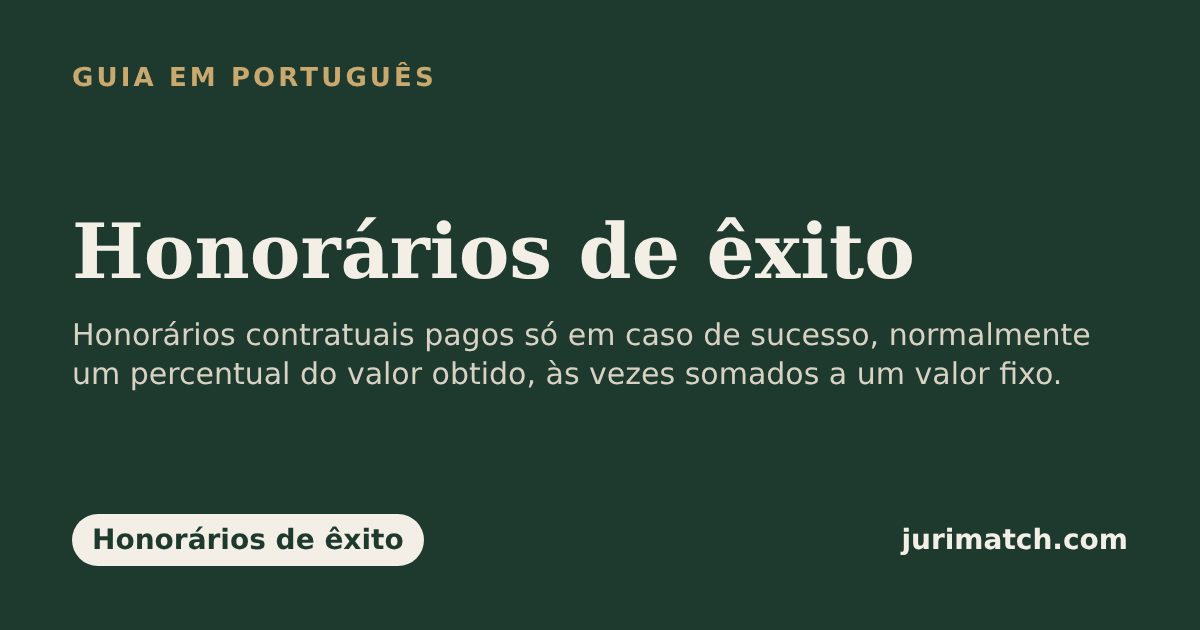 GUIA EM PORTUGUÊS
Honorários de êxito
Honorários contratuais pagos só em caso de sucesso, normalmente
um percentual do valor obtido, às vezes somados a um valor fixo.
Honorários de êxito
jurimatch.com